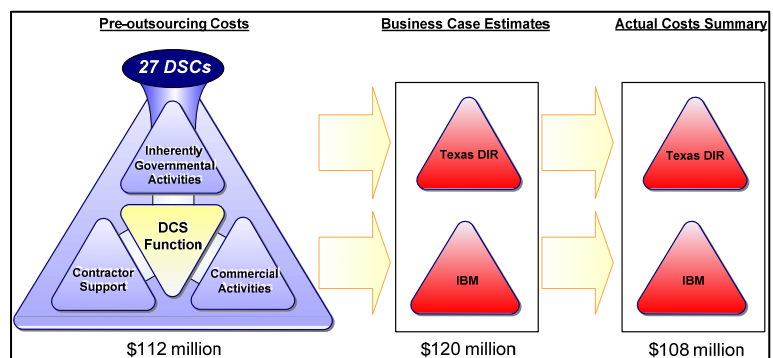 Pre-outsourcing Costs
Business Case Estimates
Actual Costs Summary
27 DSCs
Inherently
Governmental
Activities
DCS
Function
Contractor
Support
Commercial
Activities
Texas DIR
IBM
Texas DIR
IBM
$112 million
$120 million
$108 million